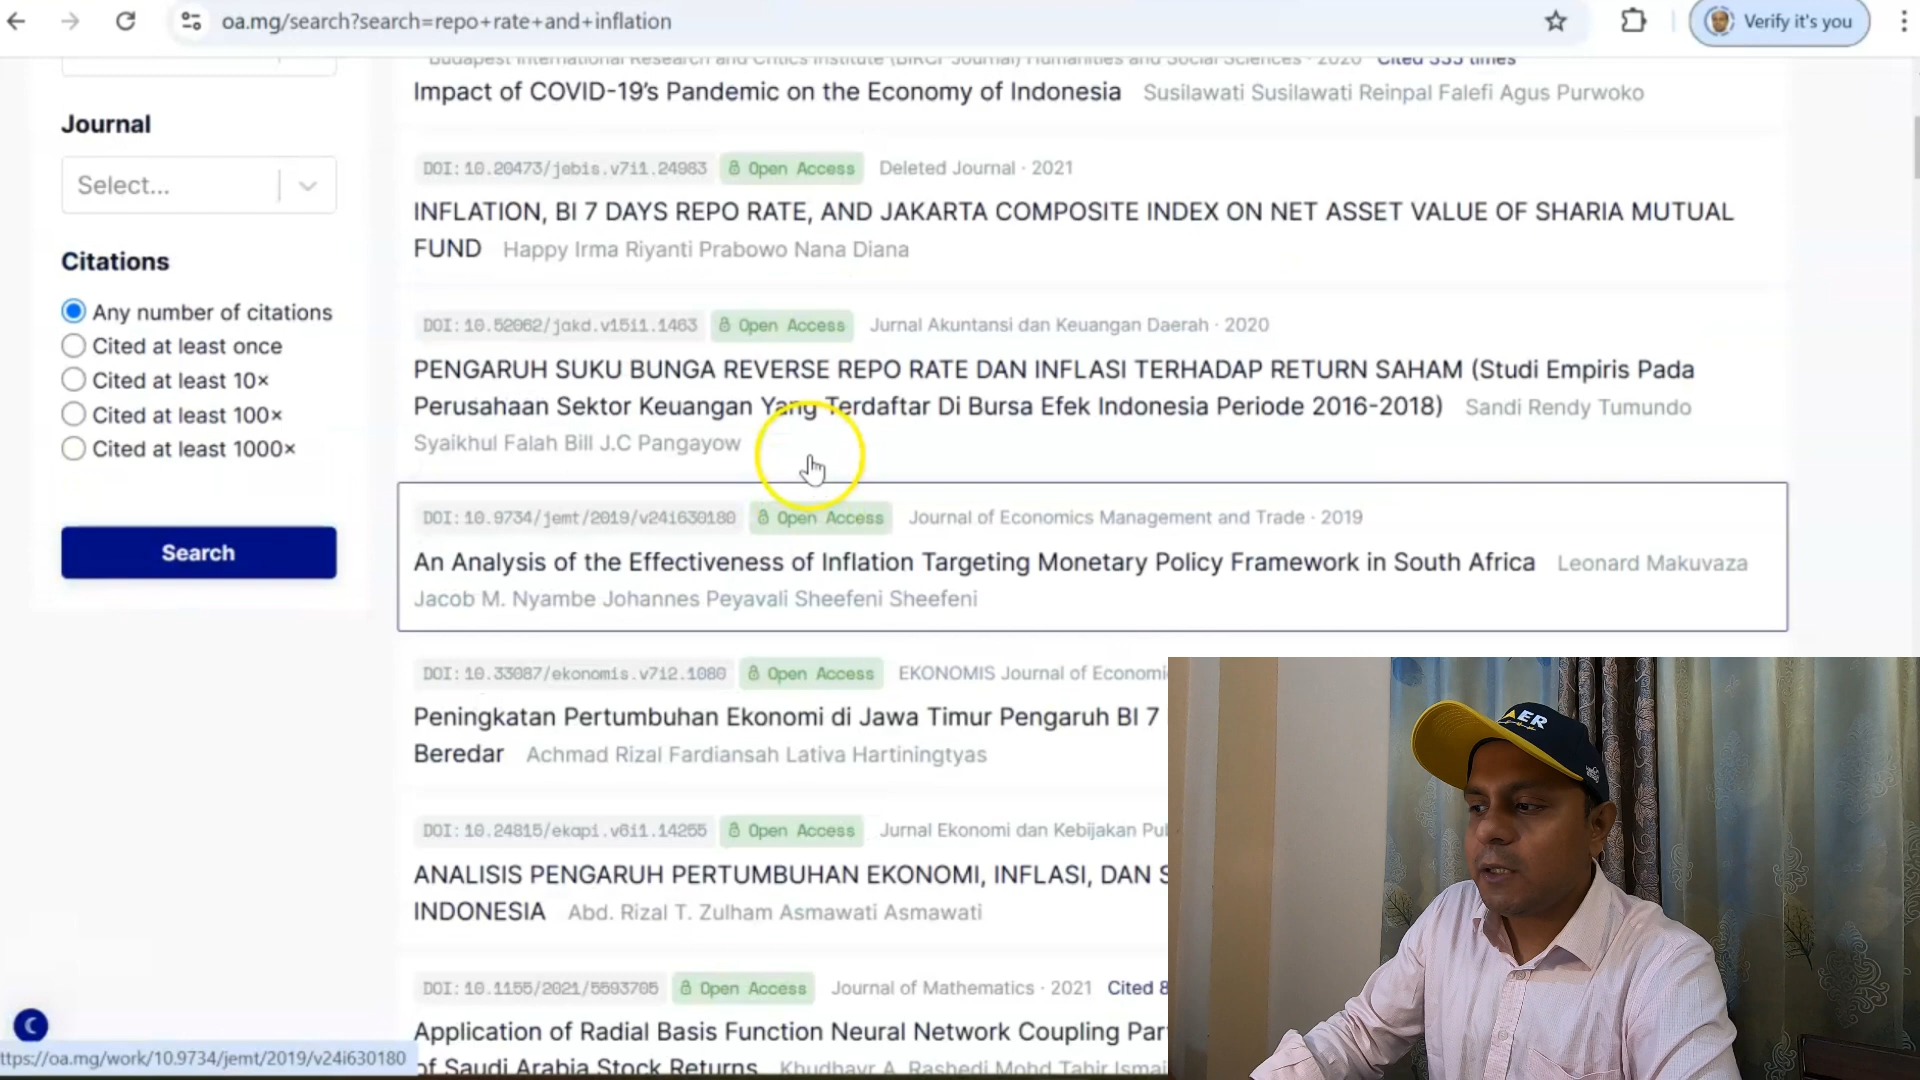 oa.mg/search?search=repo+rate+and+inflation
Verify it's you
Budapest International Research and Critics Institute (BIRCI Journal) Humanities and Social Sciences · 2020 Cited 333 times
Impact of COVID-19's Pandemic on the Economy of Indonesia Susilawati Susilawati Reinpal Falefi Agus Purwoko
Journal
Select...
DOI: 10.20473/jebis.v7i1.24983 Open Access Deleted Journal · 2021
INFLATION, BI 7 DAYS REPO RATE, AND JAKARTA COMPOSITE INDEX ON NET ASSET VALUE OF SHARIA MUTUAL
FUND Happy Irma Riyanti Prabowo Nana Diana
Citations
Any number of citations
Cited at least once
Cited at least 10×
Cited at least 100×
Cited at least 1000×
Search
DOI: 10.52062/jakd.v15i1.1463 Open Access Jurnal Akuntansi dan Keuangan Daerah · 2020
PENGARUH SUKU BUNGA REVERSE REPO RATE DAN INFLASI TERHADAP RETURN SAHAM (Studi Empiris Pada
Perusahaan Sektor Keuangan Yang Terdaftar Di Bursa Efek Indonesia Periode 2016-2018) Sandi Rendy Tumundo
Syaikhul Falah Bill J.C Pangayow
DOI: 10.9734/jemt/2019/v24i630180 Open Access Journal of Economics Management and Trade · 2019
An Analysis of the Effectiveness of Inflation Targeting Monetary Policy Framework in South Africa Leonard Makuvaza
Jacob M. Nyambe Johannes Peyavali Sheefeni Sheefeni
DOI: 10.33087/ekonomis.v7i2.1080 Open Access EKONOMIS Journal of Economi
Peningkatan Pertumbuhan Ekonomi di Jawa Timur Pengaruh BI 7
Beredar Achmad Rizal Fardiansah Lativa Hartiningtyas
DOI: 10.24815/ekapi.v6i1.14255 Open Access Jurnal Ekonomi dan Kebijakan Pu
ANALISIS PENGARUH PERTUMBUHAN EKONOMI, INFLASI, DAN S
INDONESIA Abd. Rizal T. Zulham Asmawati Asmawati
DOI: 10.1155/2021/5593705 Open Access Journal of Mathematics · 2021 Cited 8
Application of Radial Basis Function Neural Network Coupling Par
of Saudi Arabia Stock Returns Khudhayr A. Rashedi Mohd Tahir Ismai
ttps://oa.mg/work/10.9734/jemt/2019/v24i630180